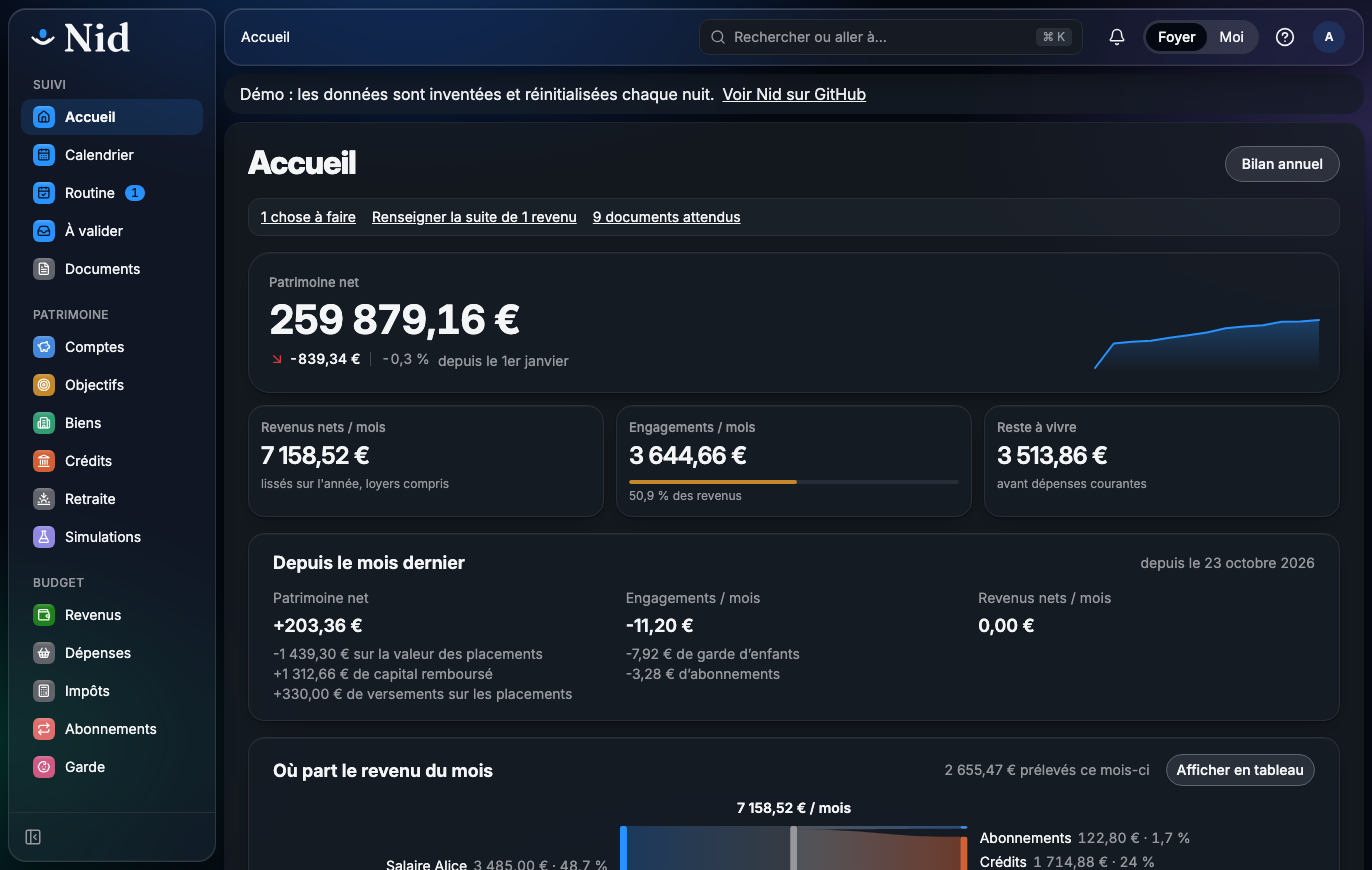 Nid
SUIVI
Accueil
Calendrier
Routine 1
À valider
Documents
PATRIMOINE
Comptes
Objectifs
Biens
Crédits
Retraite
Simulations
BUDGET
Revenus
Dépenses
Impôts
Abonnements
Garde
Accueil
Rechercher ou aller à...
⌘ K
Foyer Moi
A
Démo : les données sont inventées et réinitialisées chaque nuit. Voir Nid sur GitHub
Accueil
Bilan annuel
1 chose à faire Renseigner la suite de 1 revenu 9 documents attendus
Patrimoine net
259 879,16 €
-839,34 € -0,3 % depuis le 1er janvier
Revenus nets / mois
7 158,52 €
lissés sur l'année, loyers compris
Engagements / mois
3 644,66 €
50,9 % des revenus
Reste à vivre
3 513,86 €
avant dépenses courantes
Depuis le mois dernier
depuis le 23 octobre 2026
Patrimoine net
+203,36 €
-1 439,30 € sur la valeur des placements
+1 312,66 € de capital remboursé
+330,00 € de versements sur les placements
Engagements / mois
-11,20 €
-7,92 € de garde d’enfants
-3,28 € d’abonnements
Revenus nets / mois
0,00 €
Où part le revenu du mois
2 655,47 € prélevés ce mois-ci
Afficher en tableau
7 158,52 € / mois
Salaire Alice 3 485,00 € · 48,7 %
Abonnements 122,80 € · 1,7 %
Crédits 1 714,88 € · 24 %